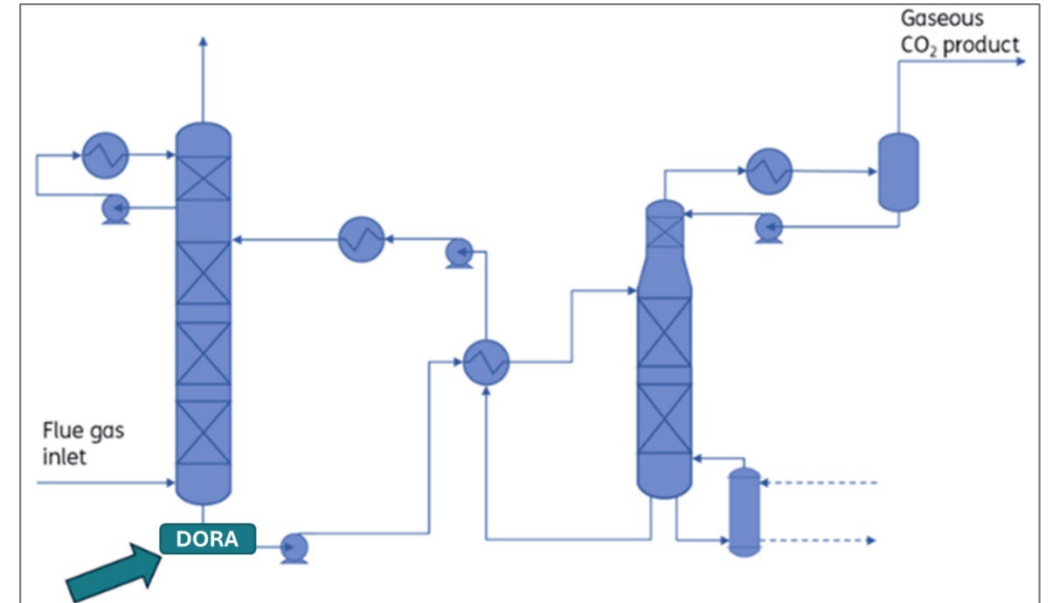 Gaseous
CO₂ product
Flue gas
inlet
DORA